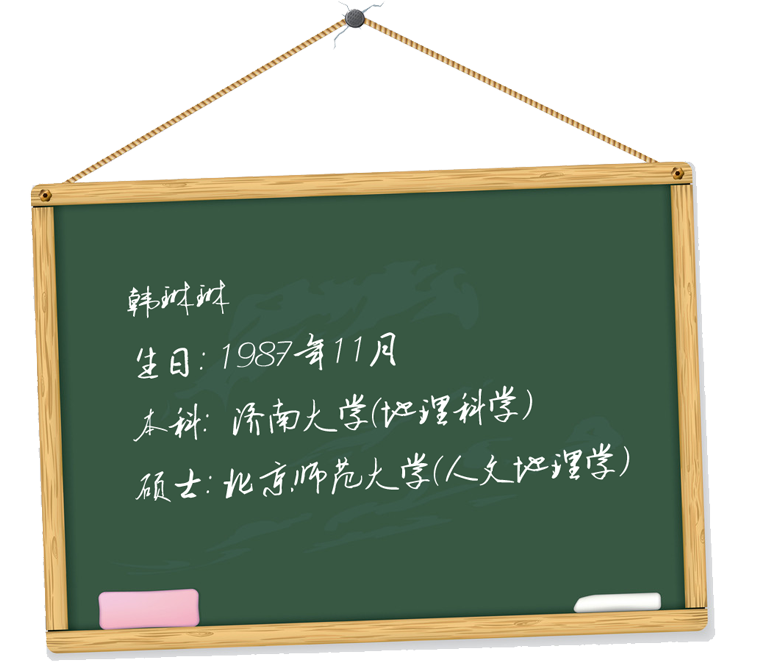 韩琳琳
生日: 1987年11月
本科: 济南大学(地理科学)
硕士: 北京师范大学(人文地理学)